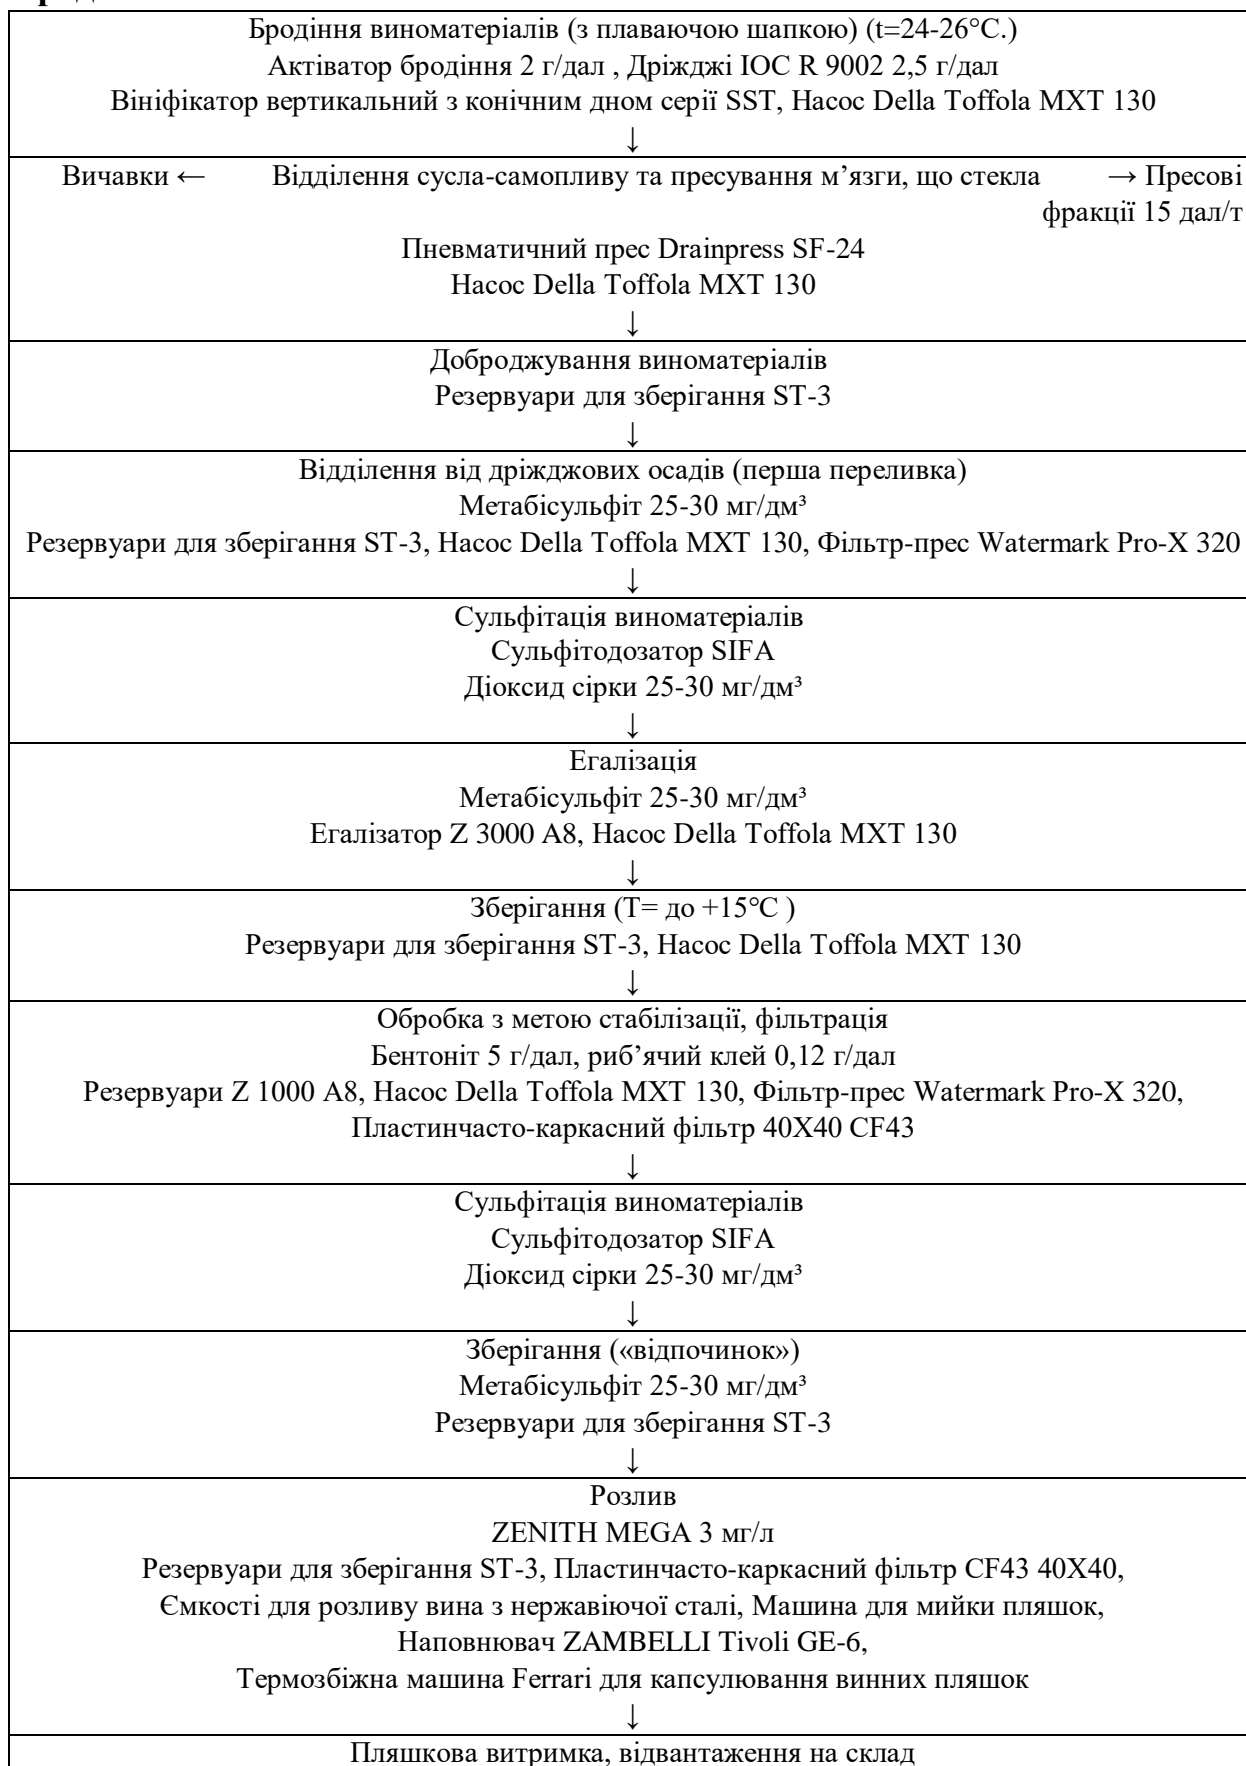 Бродіння виноматеріалів (з плаваючою шапкою) (t=24-26°С.)
Актіватор бродіння 2 г/дал , Дріжджі IOC R 9002 2,5 г/дал
Вініфікатор вертикальний з конічним дном серії SST, Насос Della Toffola MXT 130
↓
Вичавки ← Відділення сусла-самопливу та пресування м’язги, що стекла → Пресові
фракції 15 дал/т
Пневматичний прес Drainpress SF-24
Насос Della Toffola MXT 130
↓
Доброджування виноматеріалів
Резервуари для зберігання ST-3
↓
Відділення від дріжджових осадів (перша переливка)
Метабісульфіт 25-30 мг/дм³
Резервуари для зберігання ST-3, Насос Della Toffola MXT 130, Фільтр-прес Watermark Pro-X 320
↓
Сульфітація виноматеріалів
Сульфітодозатор SIFA
Діоксид сірки 25-30 мг/дм³
↓
Егалізація
Метабісульфіт 25-30 мг/дм³
Егалізатор Z 3000 A8, Насос Della Toffola MXT 130
↓
Зберігання (Т= до +15℃ )
Резервуари для зберігання ST-3, Насос Della Toffola MXT 130
↓
Обробка з метою стабілізації, фільтрація
Бентоніт 5 г/дал, риб’ячий клей 0,12 г/дал
Резервуари Z 1000 A8, Насос Della Toffola MXT 130, Фільтр-прес Watermark Pro-X 320,
Пластинчасто-каркасний фільтр 40Х40 CF43
↓
Сульфітація виноматеріалів
Сульфітодозатор SIFA
Діоксид сірки 25-30 мг/дм³
↓
Зберігання («відпочинок»)
Метабісульфіт 25-30 мг/дм³
Резервуари для зберігання ST-3
↓
Розлив
ZENITH MEGA 3 мг/л
Резервуари для зберігання ST-3, Пластинчасто-каркасний фільтр CF43 40Х40,
Ємкості для розливу вина з нержавіючої сталі, Машина для мийки пляшок,
Наповнювач ZAMBELLI Tivoli GE-6,
Термозбіжна машина Ferrari для капсулювання винних пляшок
↓
Пляшкова витримка, відвантаження на склад